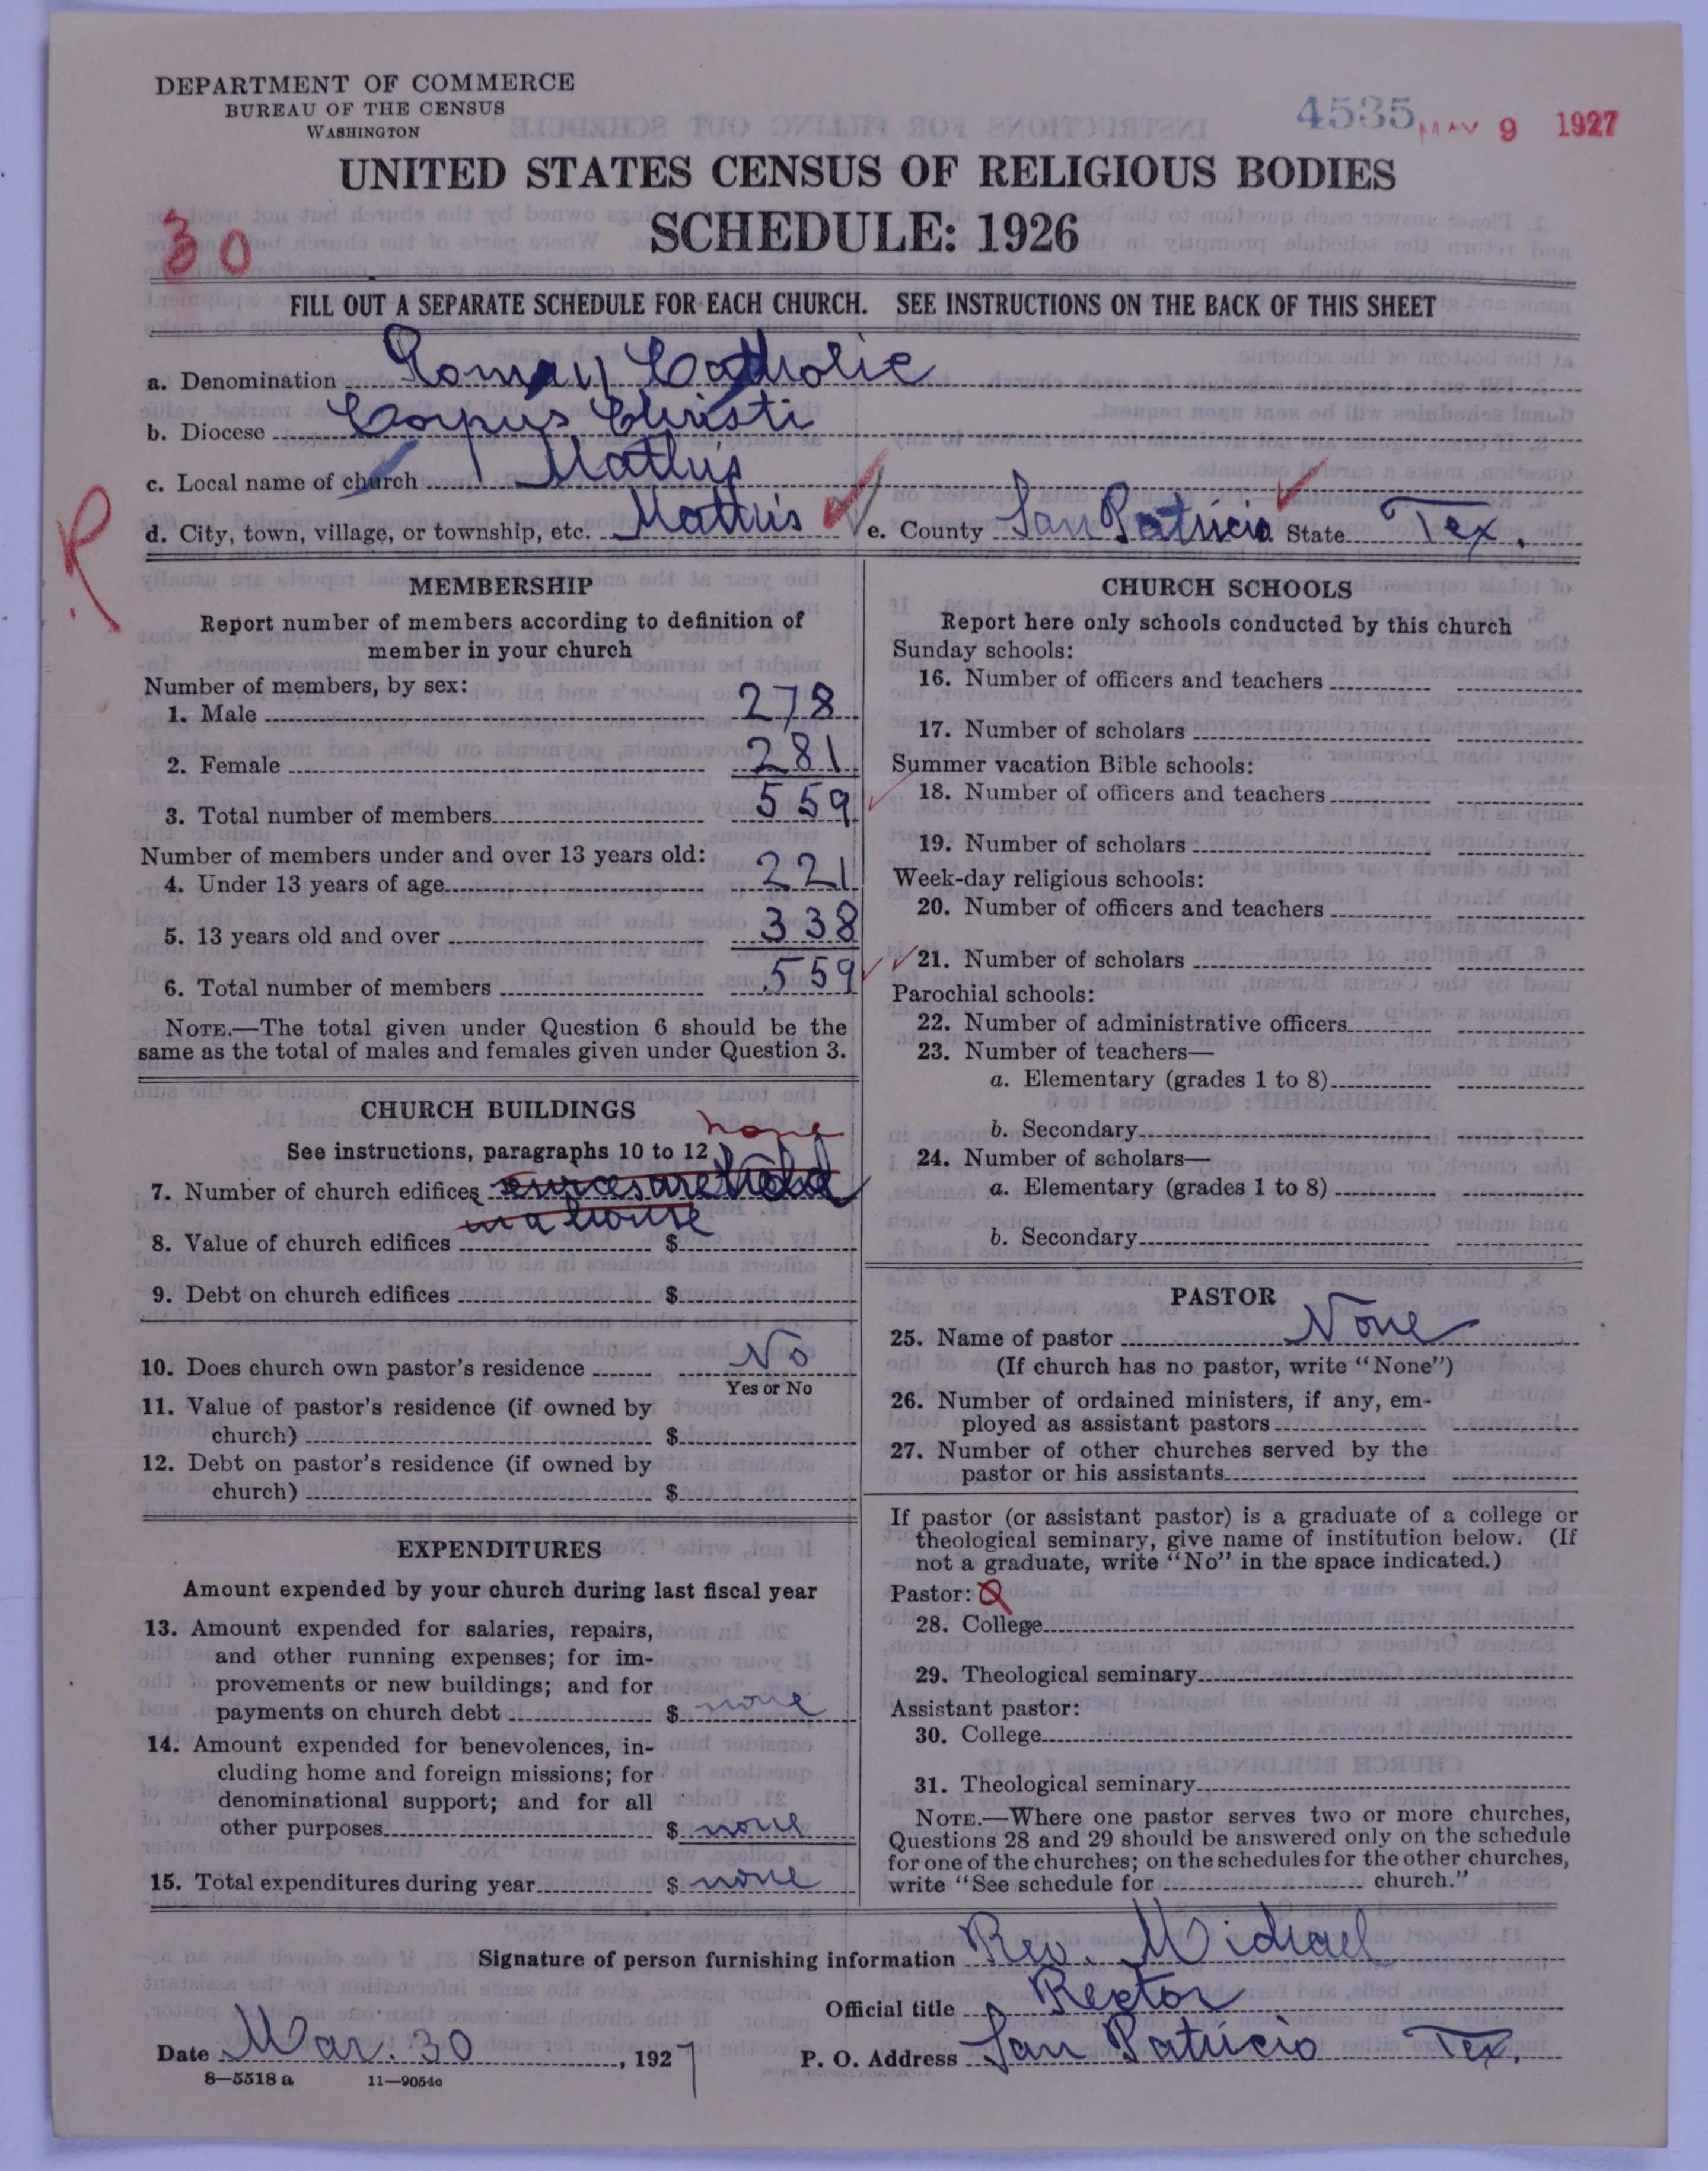 DEPARTMENT OF COMMERCE
BUREAU OF THE CENSUS
WASHINGTON
4535 MAY 9 1927
UNITED STATES CENSUS OF RELIGIOUS BODIES
SCHEDULE: 1926
30
FILL OUT A SEPARATE SCHEDULE FOR EACH CHURCH. SEE INSTRUCTIONS ON THE BACK OF THIS SHEET
a. Denomination Roman Catholic
b. Diocese Corpus Christi
c. Local name of church Mathis
d. City, town, village, or township, etc. Mathis e. County San Patricio State Tex.
R
MEMBERSHIP
Report number of members according to definition of
member in your church
Number of members, by sex:
1. Male 278
2. Female 281
3. Total number of members 559
Number of members under and over 13 years old:
4. Under 13 years of age 221
5. 13 years old and over 338
6. Total number of members 559
NOTE.—The total given under Question 6 should be the
same as the total of males and females given under Question 3.
CHURCH BUILDINGS
none
See instructions, paragraphs 10 to 12
7. Number of church edifices are held
in a house
8. Value of church edifices $
9. Debt on church edifices $
10. Does church own pastor's residence No
Yes or No
11. Value of pastor's residence (if owned by
church) $
12. Debt on pastor's residence (if owned by
church) $
EXPENDITURES
Amount expended by your church during last fiscal year
13. Amount expended for salaries, repairs,
and other running expenses; for im-
provements or new buildings; and for
payments on church debt $ none
14. Amount expended for benevolences, in-
cluding home and foreign missions; for
denominational support; and for all
other purposes $ none
15. Total expenditures during year $ none
CHURCH SCHOOLS
Report here only schools conducted by this church
Sunday schools:
16. Number of officers and teachers
17. Number of scholars
Summer vacation Bible schools:
18. Number of officers and teachers
19. Number of scholars
Week-day religious schools:
20. Number of officers and teachers
21. Number of scholars
Parochial schools:
22. Number of administrative officers
23. Number of teachers—
a. Elementary (grades 1 to 8)
b. Secondary
24. Number of scholars—
a. Elementary (grades 1 to 8)
b. Secondary
PASTOR
25. Name of pastor None
(If church has no pastor, write "None")
26. Number of ordained ministers, if any, em-
ployed as assistant pastors
27. Number of other churches served by the
pastor or his assistants
If pastor (or assistant pastor) is a graduate of a college or
theological seminary, give name of institution below. (If
not a graduate, write "No" in the space indicated.)
Pastor:
28. College
29. Theological seminary
Assistant pastor:
30. College
31. Theological seminary
NOTE.—Where one pastor serves two or more churches,
Questions 28 and 29 should be answered only on the schedule
for one of the churches; on the schedules for the other churches,
write "See schedule for church."
Signature of person furnishing information Rev. Michael
Official title Rector
Date Mar. 30, 1927 P. O. Address San Patricio Tex.
8—5518 a 11—9054c